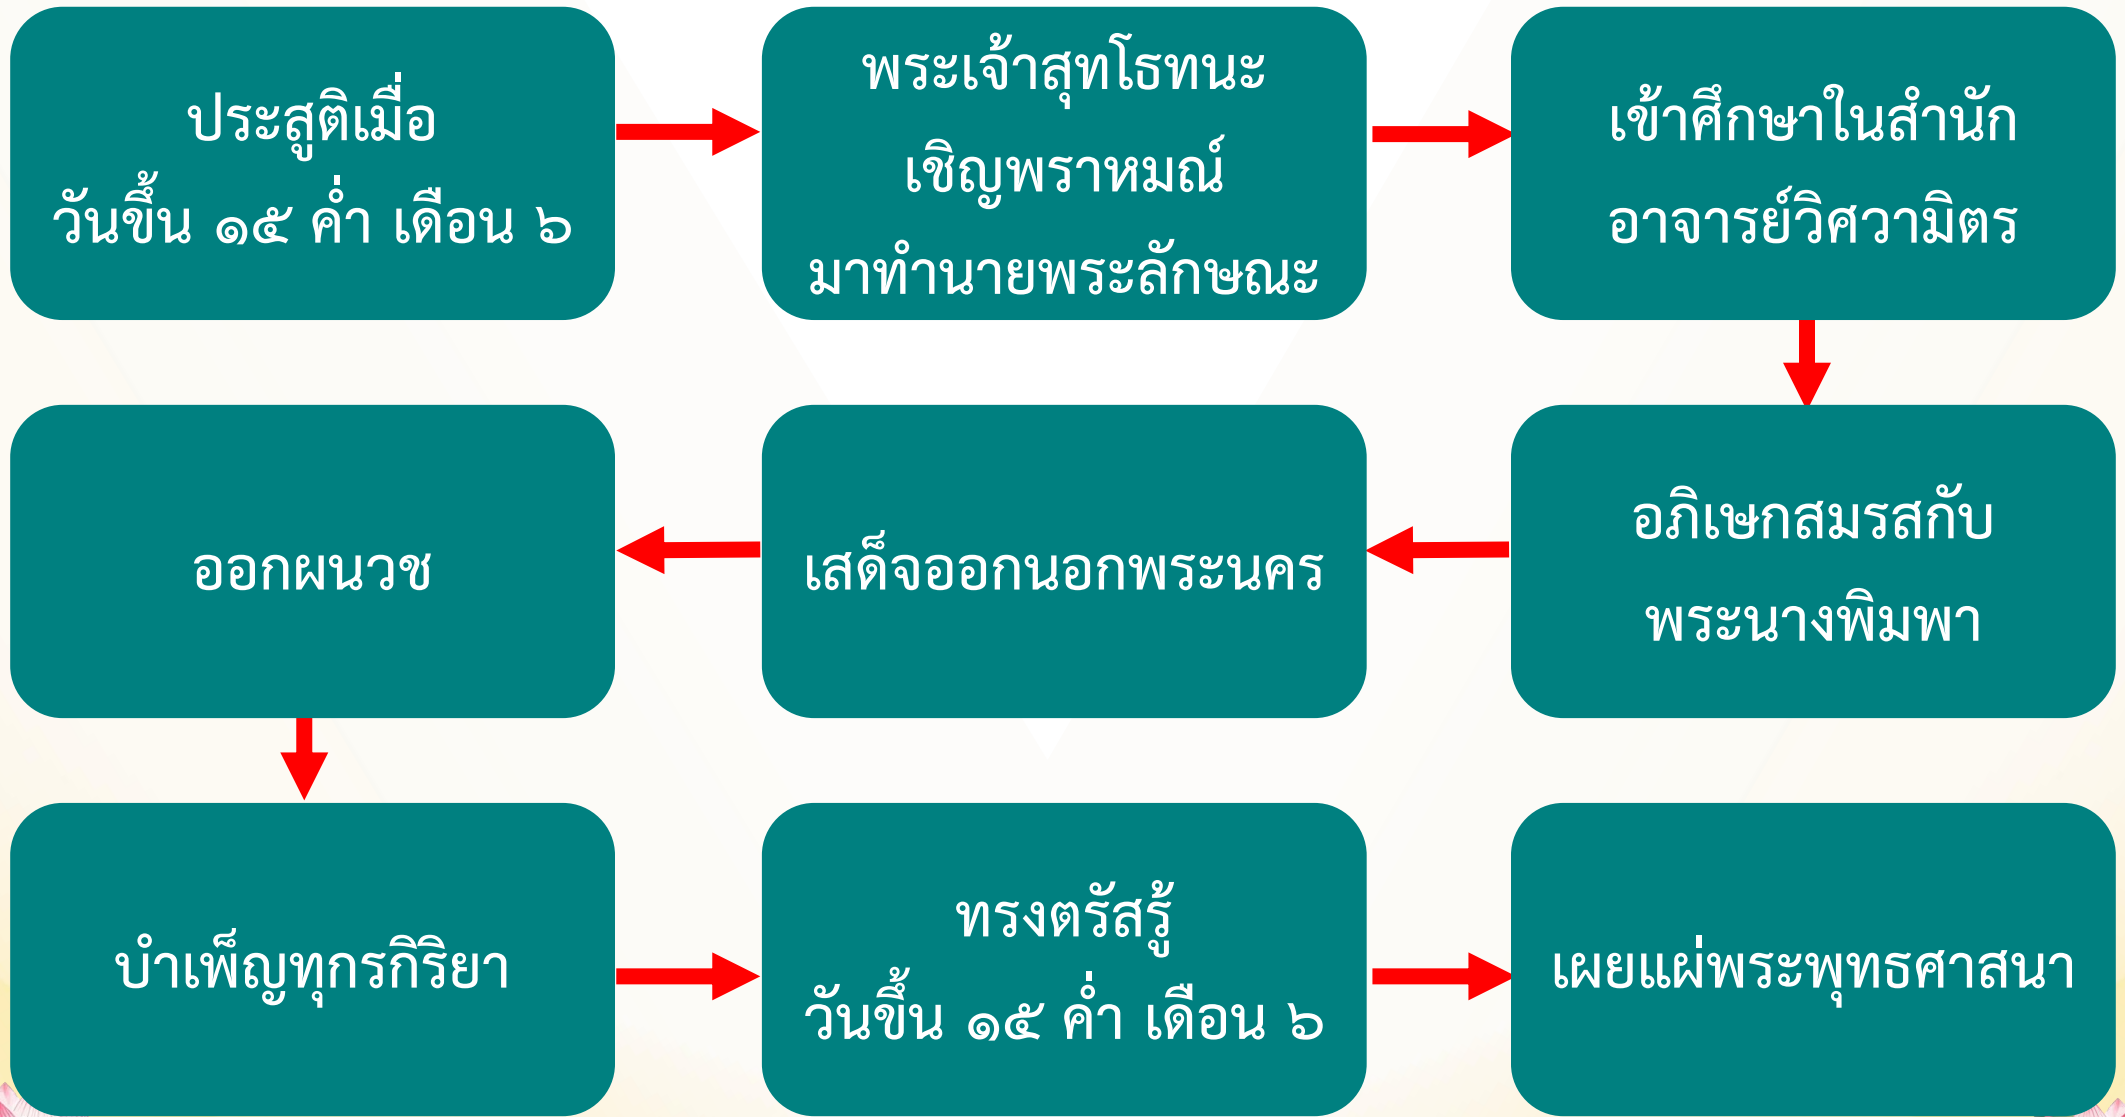 ประสูติเมื่อ
วันขึ้น ๑๕ ค่ำ เดือน ๖
พระเจ้าสุทโธทนะ
เชิญพราหมณ์
มาทำนายพระลักษณะ
เข้าศึกษาในสำนัก
อาจารย์วิศวามิตร
อภิเษกสมรสกับ
พระนางพิมพา
เสด็จออกนอกพระนคร
ออกผนวช
บำเพ็ญทุกรกิริยา
ทรงตรัสรู้
วันขึ้น ๑๕ ค่ำ เดือน ๖
เผยแผ่พระพุทธศาสนา